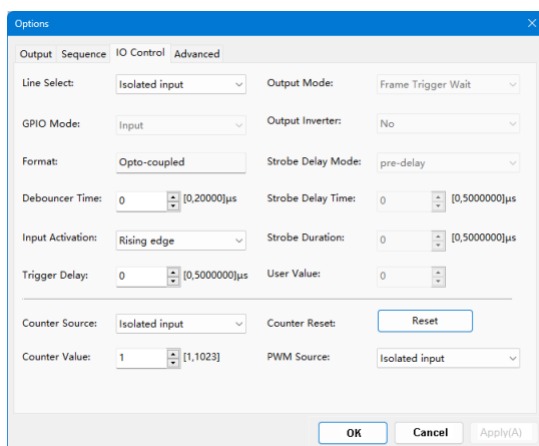 Options
Output Sequence IO Control Advanced
Line Select: Isolated input Output Mode: Frame Trigger Wait
GPIO Mode: Input Output Inverter: No
Format: Opto-coupled Strobe Delay Mode: pre-delay
Debouncer Time: 0 [0,20000]μs Strobe Delay Time: 0 [0,5000000]μs
Input Activation: Rising edge Strobe Duration: 0 [0,5000000]μs
Trigger Delay: 0 [0,5000000]μs User Value: 0
Counter Source: Isolated input Counter Reset: Reset
Counter Value: 1 [1,1023] PWM Source: Isolated input
OK Cancel Apply(A)